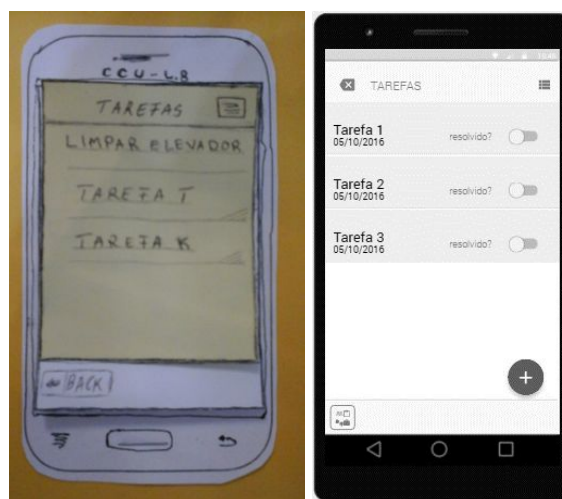 CCU-L.R
TAREFAS
LIMPAR ELEVADOR
TAREFA T
TAREFA K
BACK
TAREFAS
Tarefa 1
05/10/2016
resolvido?
Tarefa 2
05/10/2016
resolvido?
Tarefa 3
05/10/2016
resolvido?
+